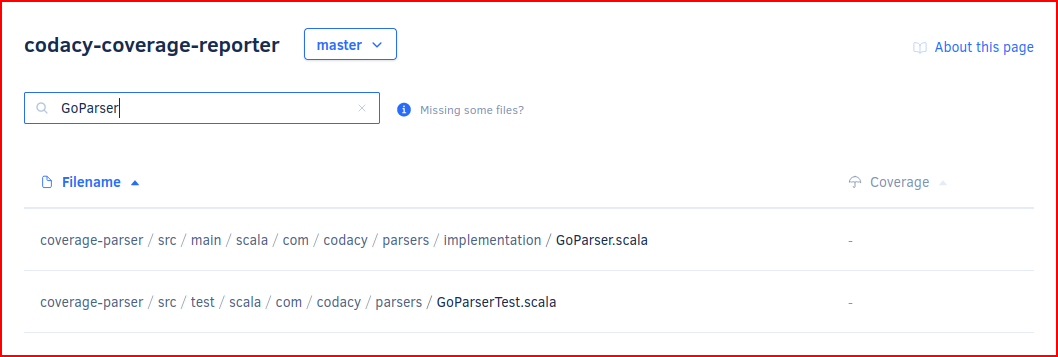 codacy-coverage-reporter master About this page
GoParser Missing some files?
Filename Coverage
coverage-parser / src / main / scala / com / codacy / parsers / implementation / GoParser.scala -
coverage-parser / src / test / scala / com / codacy / parsers / GoParserTest.scala -